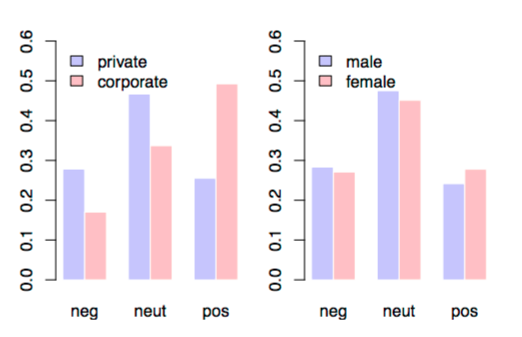 0.0 0.1 0.2 0.3 0.4 0.5 0.6
private
corporate
neg neut pos
0.0 0.1 0.2 0.3 0.4 0.5 0.6
male
female
neg neut pos